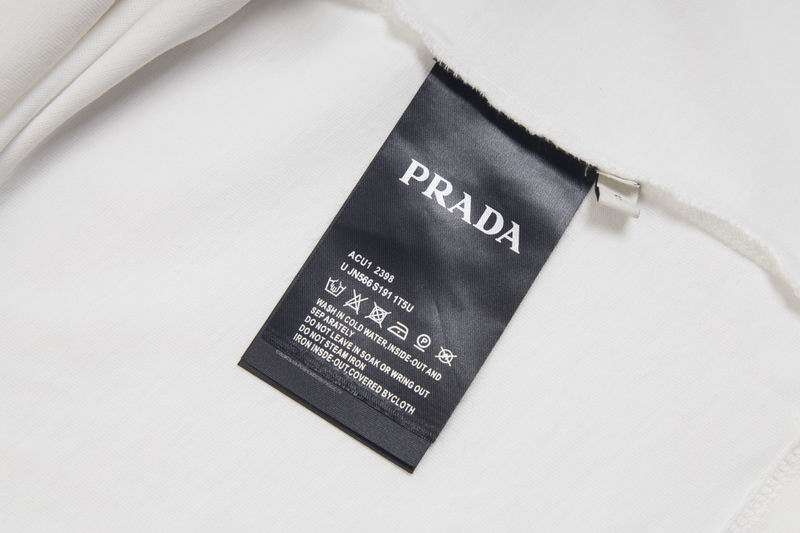 PRADA
ACU1 2398
U JN566 S191 1T5U
WASH IN COLD WATER,INSIDE-OUT AND
SEPARATELY
DO NOT LEAVE IN SOAK OR WRING OUT
DO NOT STEAM IRON
IRON INSDE-OUT,COVERED BYCLOTH